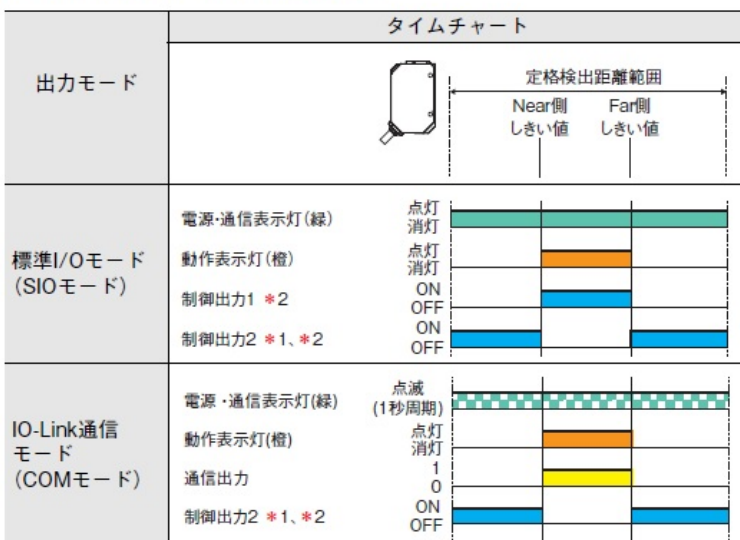 タイムチャート
出力モード
定格検出距離範囲
Near側
しきい値
Far側
しきい値
標準I/Oモード
(SIOモード)
電源・通信表示灯(緑)
点灯
消灯
動作表示灯(橙)
点灯
消灯
制御出力1 *2
ON
OFF
制御出力2 *1、*2
ON
OFF
IO-Link通信
モード
(COMモード)
電源・通信表示灯(緑)
点滅
(1秒周期)
動作表示灯(橙)
点灯
消灯
通信出力
1
0
制御出力2 *1、*2
ON
OFF